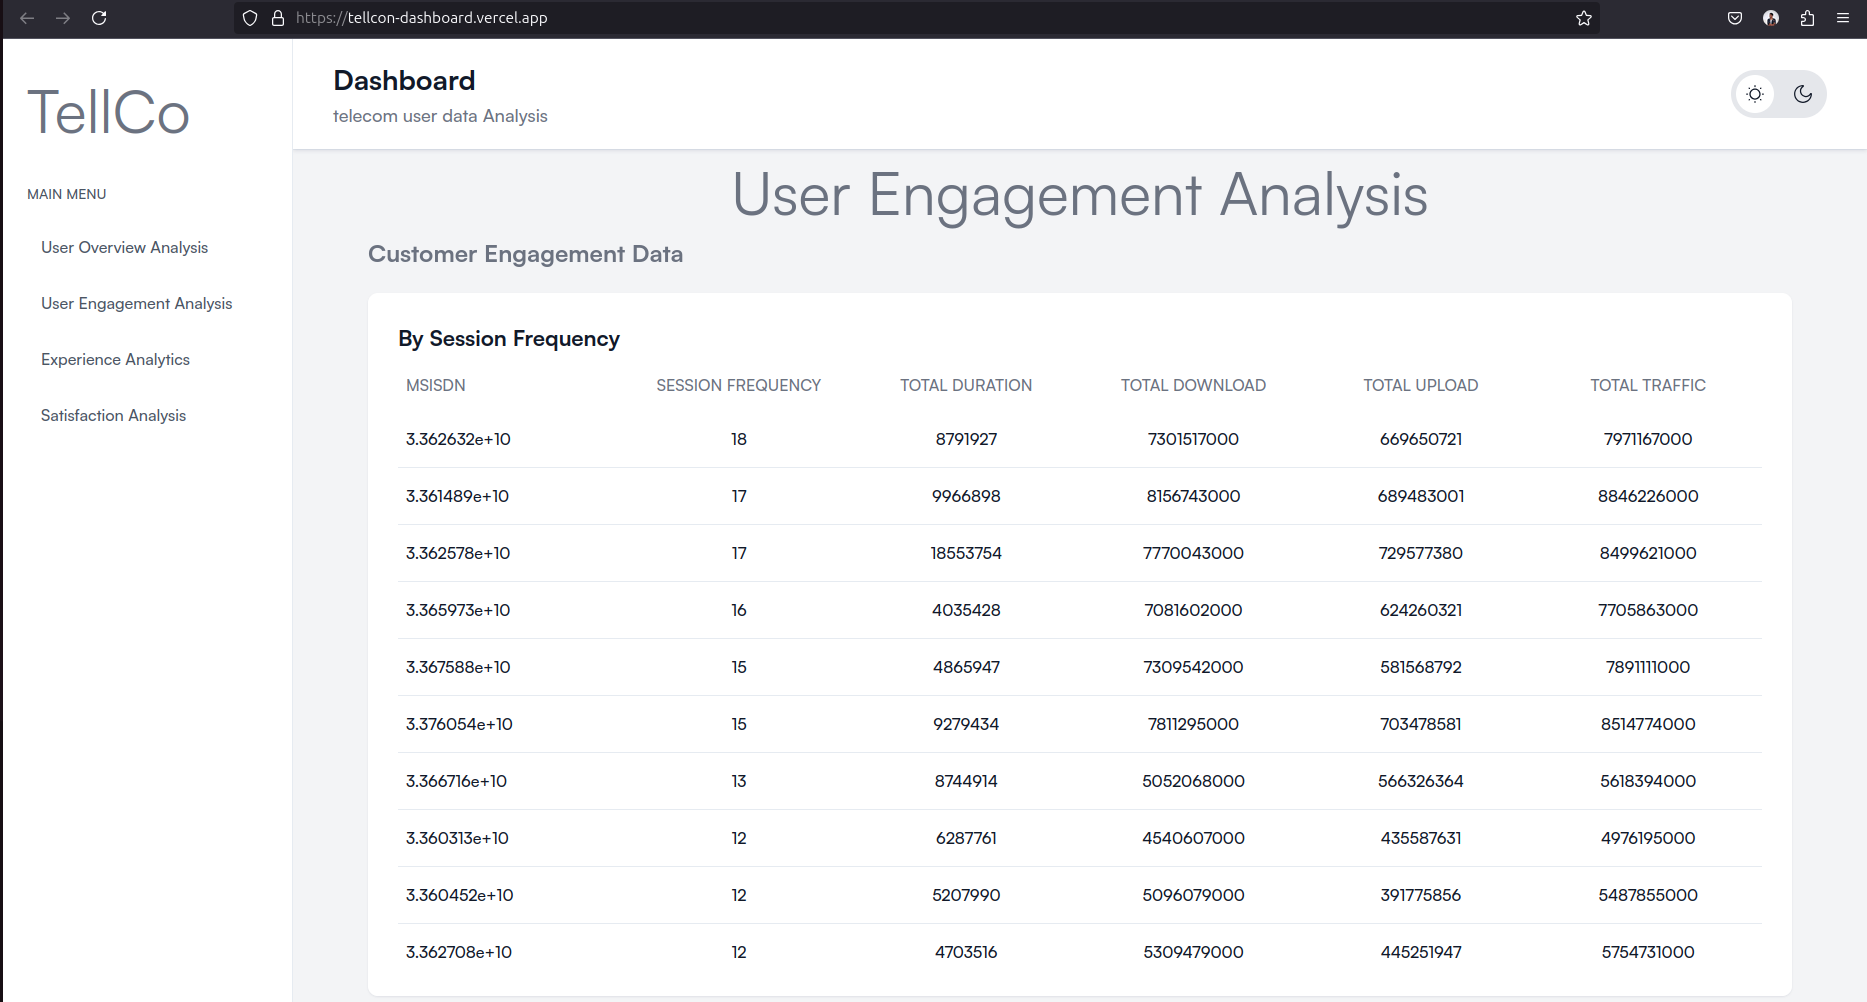 https://tellcon-dashboard.vercel.app
TellCo
MAIN MENU
User Overview Analysis
User Engagement Analysis
Experience Analytics
Satisfaction Analysis
Dashboard
telecom user data Analysis
User Engagement Analysis
Customer Engagement Data
By Session Frequency
MSISDN SESSION FREQUENCY TOTAL DURATION TOTAL DOWNLOAD TOTAL UPLOAD TOTAL TRAFFIC
3.362632e+10 18 8791927 7301517000 669650721 7971167000
3.361489e+10 17 9966898 8156743000 689483001 8846226000
3.362578e+10 17 18553754 7770043000 729577380 8499621000
3.365973e+10 16 4035428 7081602000 624260321 7705863000
3.367588e+10 15 4865947 7309542000 581568792 7891111000
3.376054e+10 15 9279434 7811295000 703478581 8514774000
3.366716e+10 13 8744914 5052068000 566326364 5618394000
3.360313e+10 12 6287761 4540607000 435587631 4976195000
3.360452e+10 12 5207990 5096079000 391775856 5487855000
3.362708e+10 12 4703516 5309479000 445251947 5754731000